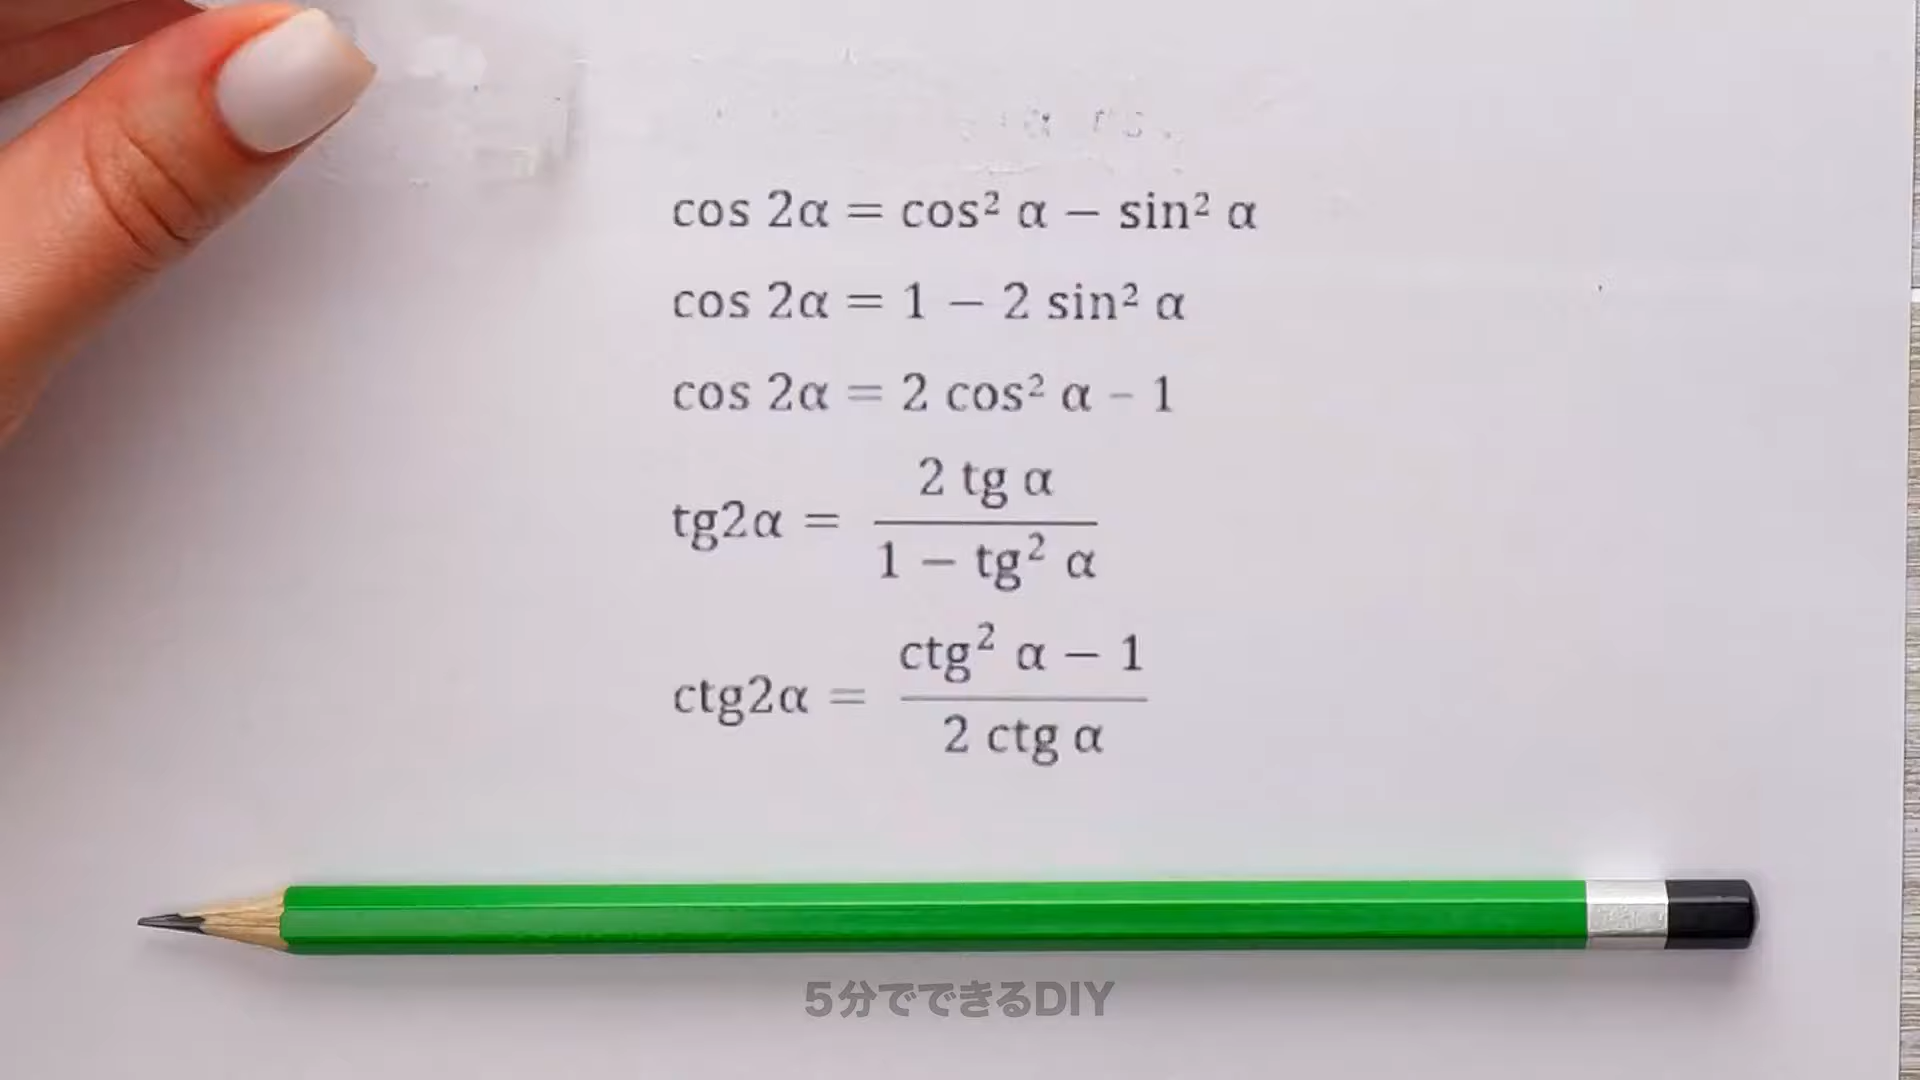 cos 2α = cos² α – sin² α
cos 2α = 1 – 2 sin² α
cos 2α = 2 cos² α – 1
tg2α = 2 tg α / 1 – tg² α
ctg2α = ctg² α – 1 / 2 ctg α
5分でできるDIY